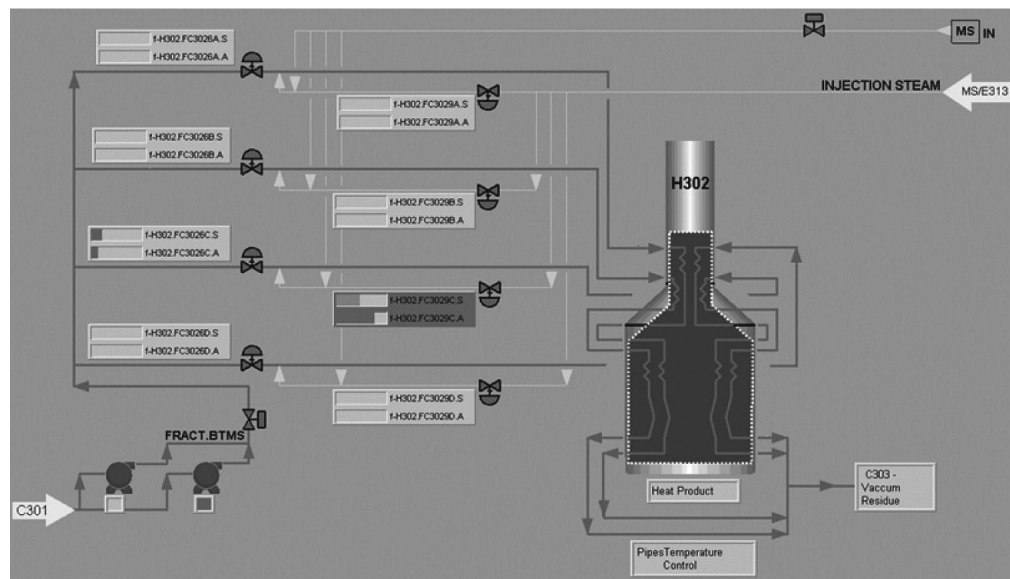 f-H302.FC3026A.S
f-H302.FC3026A.A
MS
IN
INJECTION STEAM
MS/E313
f-H302.FC3029A.S
f-H302.FC3029A.A
f-H302.FC3026B.S
f-H302.FC3026B.A
H302
f-H302.FC3029B.S
f-H302.FC3029B.A
f-H302.FC3026C.S
f-H302.FC3026C.A
f-H302.FC3029C.S
f-H302.FC3029C.A
f-H302.FC3026D.S
f-H302.FC3026D.A
f-H302.FC3029D.S
f-H302.FC3029D.A
FRACT.BTMS
C301
Heat Product
C303 -
Vaccum
Residue
PipesTemperature
Control